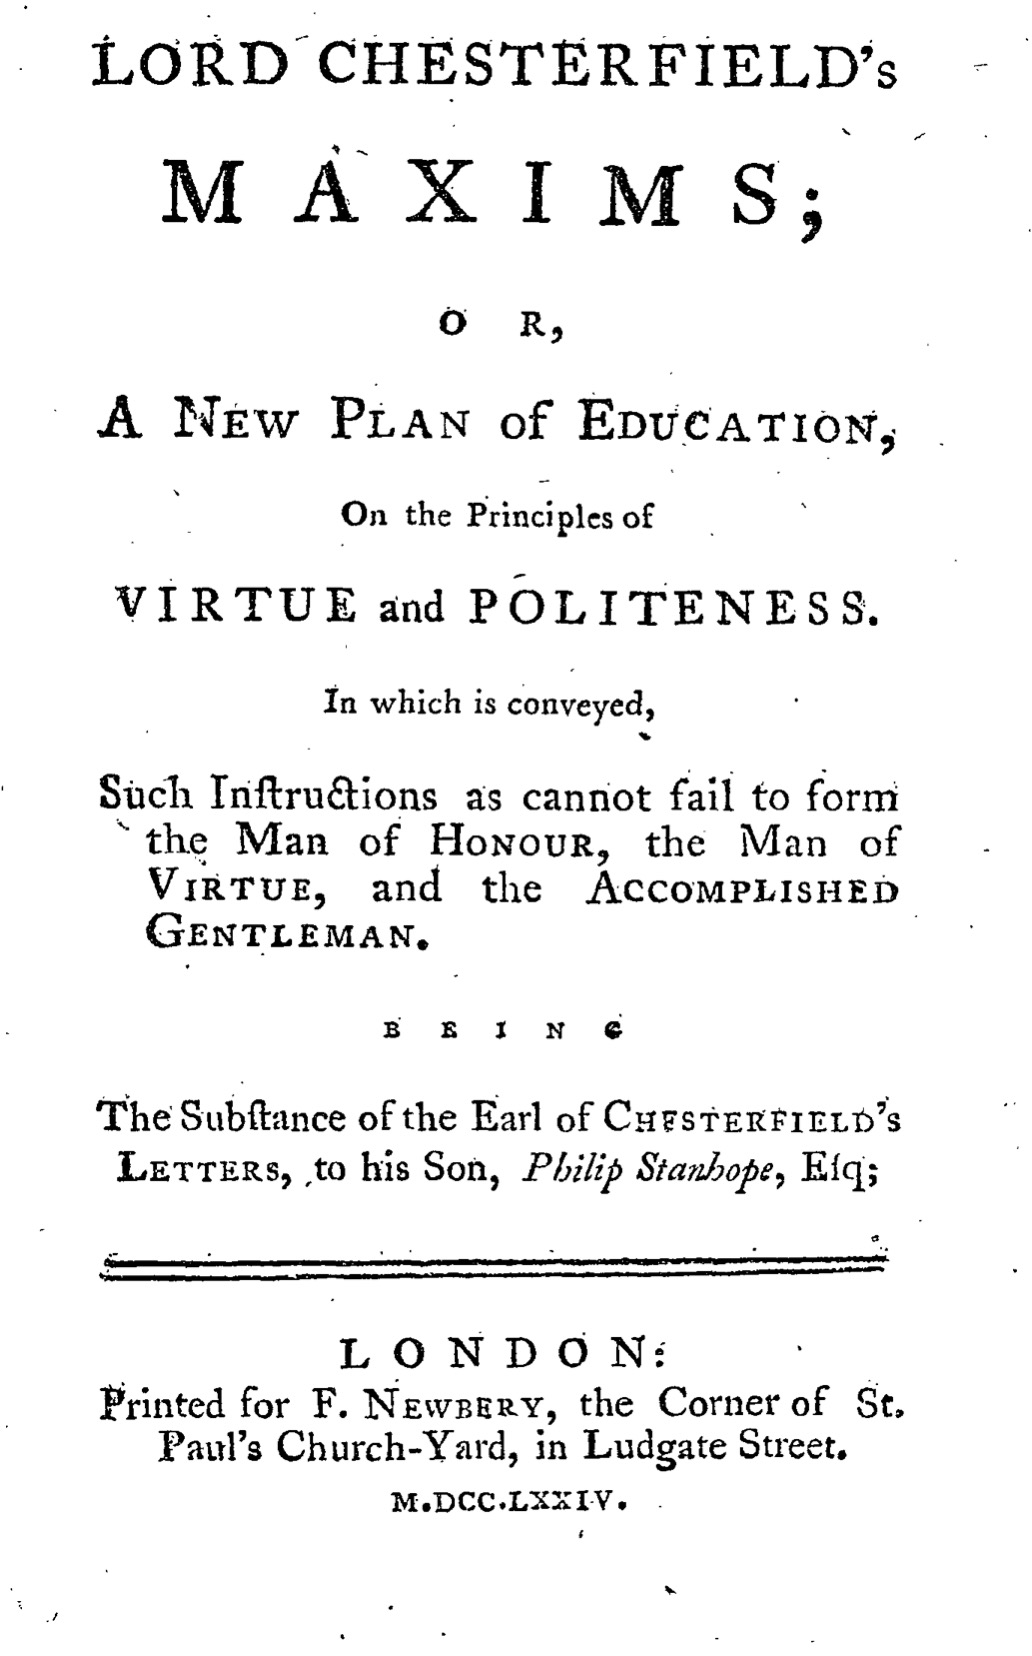 LORD CHESTERFIELD's
MAXIMS;
OR,
A NEW PLAN of EDUCATION,
On the Principles of
VIRTUE and POLITENESS.
In which is conveyed,
Such Inſtructions as cannot fail to form
the Man of HONOUR, the Man of
VIRTUE, and the ACCOMPLISHED
GENTLEMAN.
BEING
The Subſtance of the Earl of CHESTERFIELD's
LETTERS, to his Son, Philip Stanhope, Eſq;
LONDON:
Printed for F. NEWBERY, the Corner of St.
Paul's Church-Yard, in Ludgate Street.
M.DCC.LXXIV.